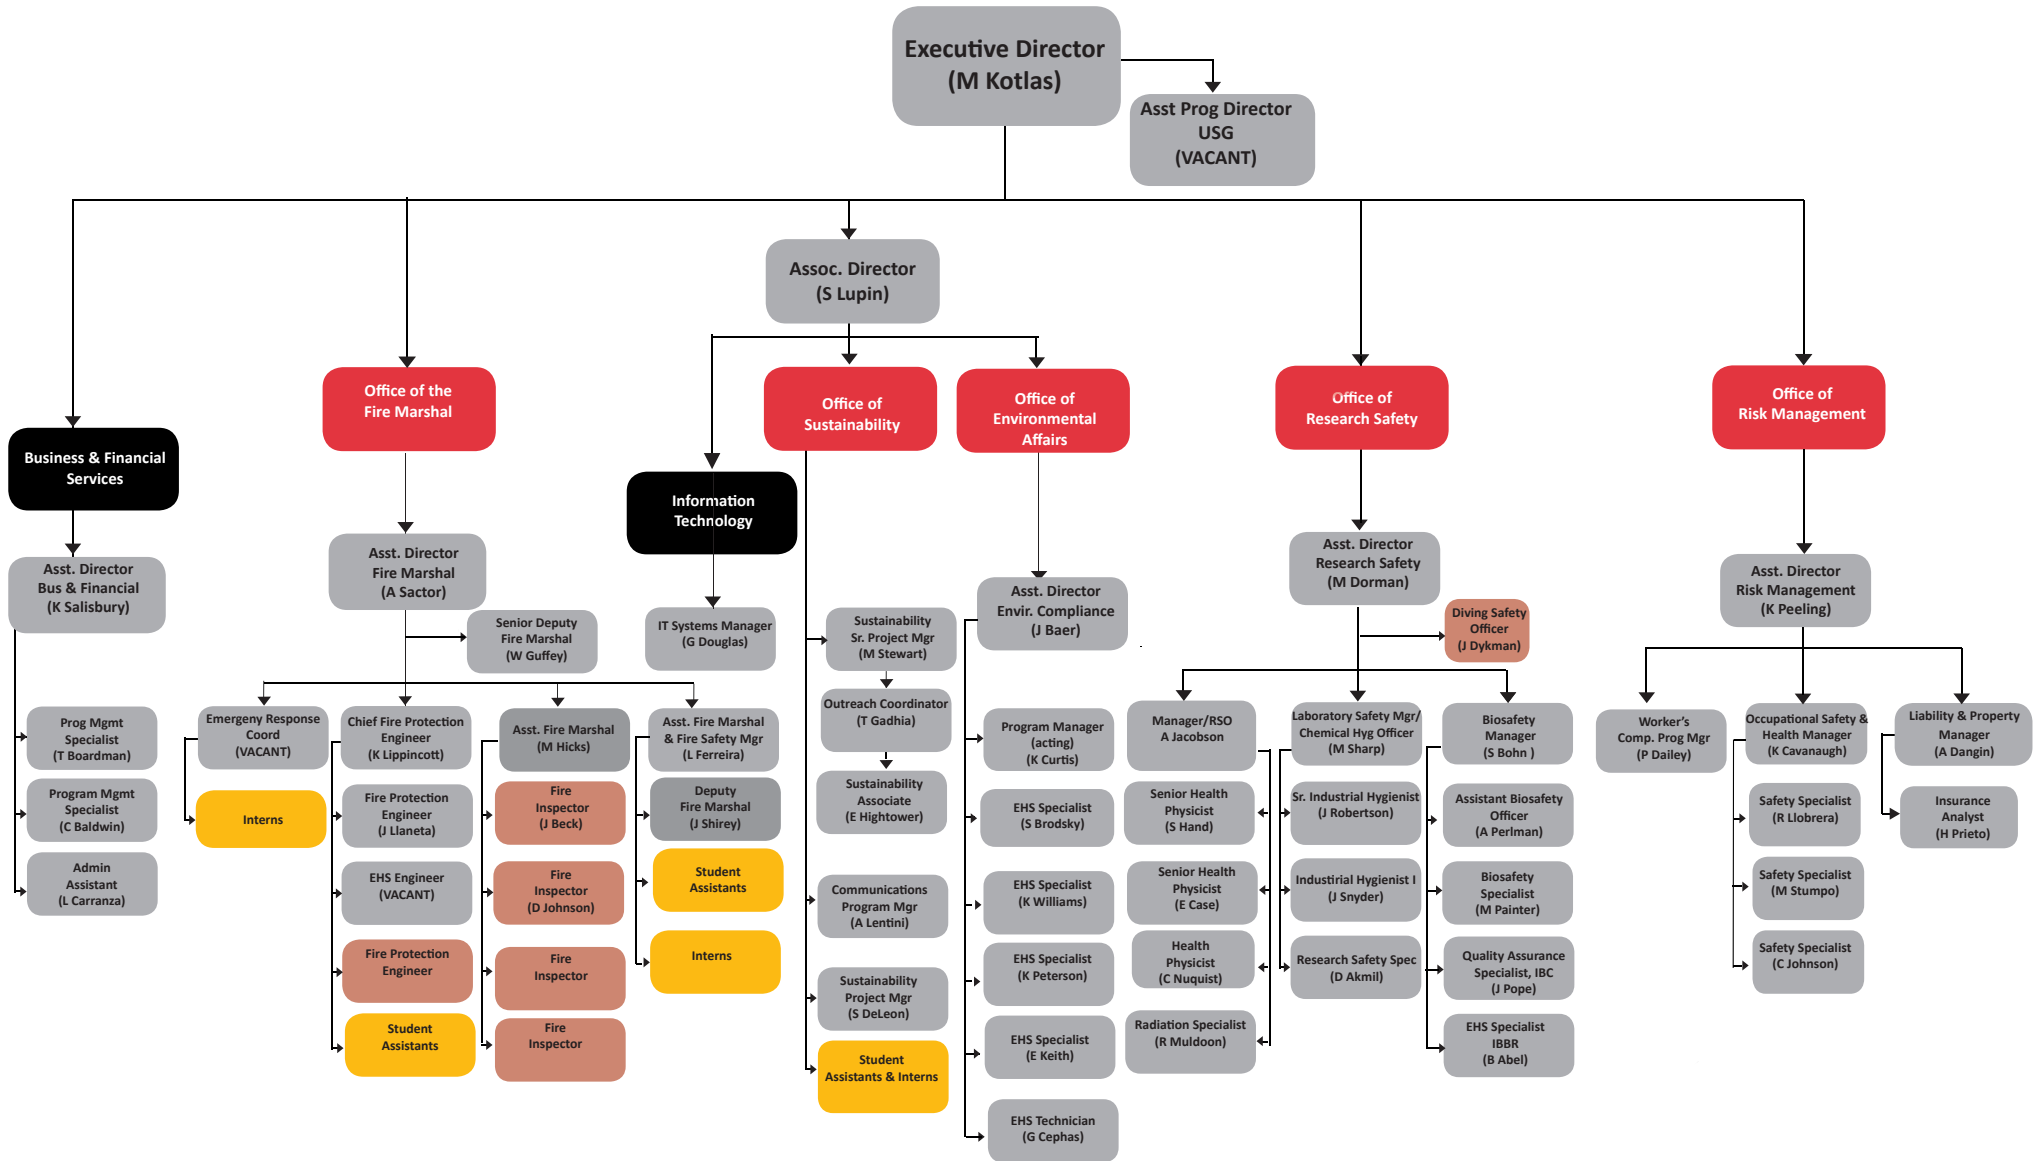 Executive Director
(M Kotlas)
Asst Prog Director
USG
(VACANT)
Assoc. Director
(S Lupin)
Business & Financial
Services
Asst. Director
Bus & Financial
(K Salisbury)
Prog Mgmt
Specialist
(T Boardman)
Program Mgmt
Specialist
(C Baldwin)
Admin
Assistant
(L Carranza)
Office of the
Fire Marshal
Asst. Director
Fire Marshal
(A Sactor)
Senior Deputy
Fire Marshal
(W Guffey)
Emergeny Response
Coord
(VACANT)
Interns
Chief Fire Protection
Engineer
(K Lippincott)
Fire Protection
Engineer
(J Llaneta)
EHS Engineer
(VACANT)
Fire Protection
Engineer
Student
Assistants
Asst. Fire Marshal
(M Hicks)
Fire
Inspector
(J Beck)
Fire
Inspector
(D Johnson)
Fire
Inspector
Fire
Inspector
Asst. Fire Marshal
& Fire Safety Mgr
(L Ferreira)
Deputy
Fire Marshal
(J Shirey)
Student
Assistants
Interns
Information
Technology
IT Systems Manager
(G Douglas)
Office of
Sustainability
Sustainability
Sr. Project Mgr
(M Stewart)
Outreach Coordinator
(T Gadhia)
Sustainability
Associate
(E Hightower)
Communications
Program Mgr
(A Lentini)
Sustainability
Project Mgr
(S DeLeon)
Student
Assistants & Interns
Office of
Environmental
Affairs
Asst. Director
Envir. Compliance
(J Baer)
Program Manager
(acting)
(K Curtis)
EHS Specialist
(S Brodsky)
EHS Specialist
(K Williams)
EHS Specialist
(K Peterson)
EHS Specialist
(E Keith)
EHS Technician
(G Cephas)
Office of
Research Safety
Asst. Director
Research Safety
(M Dorman)
Diving Safety
Officer
(J Dykman)
Manager/RSO
A Jacobson)
Senior Health
Physicist
(S Hand)
Senior Health
Physicist
(E Case)
Health
Physicist
(C Nuquist)
Radiation Specialist
(R Muldoon)
Laboratory Safety Mgr/
Chemical Hyg Officer
(M Sharp)
Sr. Industrial Hygienist
(J Robertson)
Industirial Hygienist I
(J Snyder)
Research Safety Spec
(D Akmil)
Biosafety
Manager
(S Bohn )
Assistant Biosafety
Officer
(A Perlman)
Biosafety
Specialist
(M Painter)
Quality Assurance
Specialist, IBC
(J Pope)
EHS Specialist
IBBR
(B Abel)
Office of
Risk Management
Asst. Director
Risk Management
(K Peeling)
Worker's
Comp. Prog Mgr
(P Dailey)
Occupational Safety &
Health Manager
(K Cavanaugh)
Safety Specialist
(R Llobrera)
Safety Specialist
(M Stumpo)
Safety Specialist
(C Johnson)
Liability & Property
Manager
(A Dangin)
Insurance
Analyst
(H Prieto)